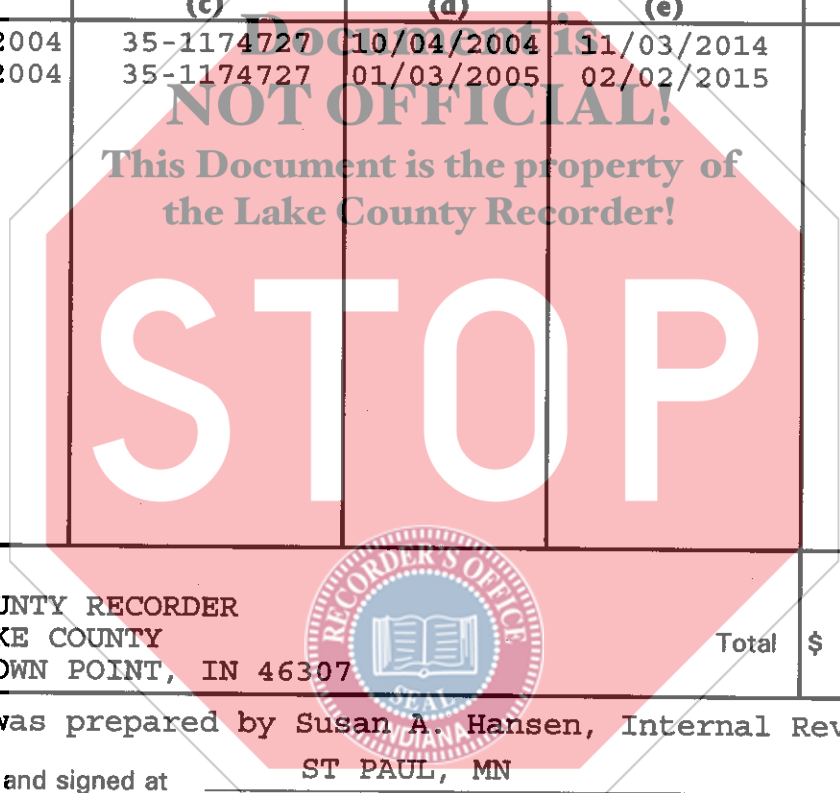 (c) (d) (e)
2004 35-1174727 10/04/2004 11/03/2014
2004 35-1174727 01/03/2005 02/02/2015
Document is
NOT OFFICIAL!
This Document is the property of
the Lake County Recorder!
STOP
RECORDER'S OFFICE
SEAL
INDIANA
UNTY RECORDER
KE COUNTY
OWN POINT, IN 46307
Total $
was prepared by Susan A. Hansen, Internal Rev
and signed at ST PAUL, MN